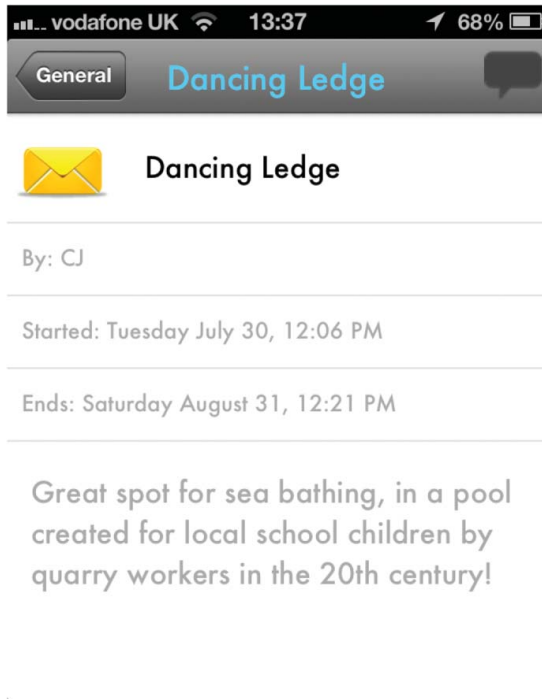 vodafone UK 13:37 68%
General Dancing Ledge
Dancing Ledge
By: CJ
Started: Tuesday July 30, 12:06 PM
Ends: Saturday August 31, 12:21 PM
Great spot for sea bathing, in a pool
created for local school children by
quarry workers in the 20th century!